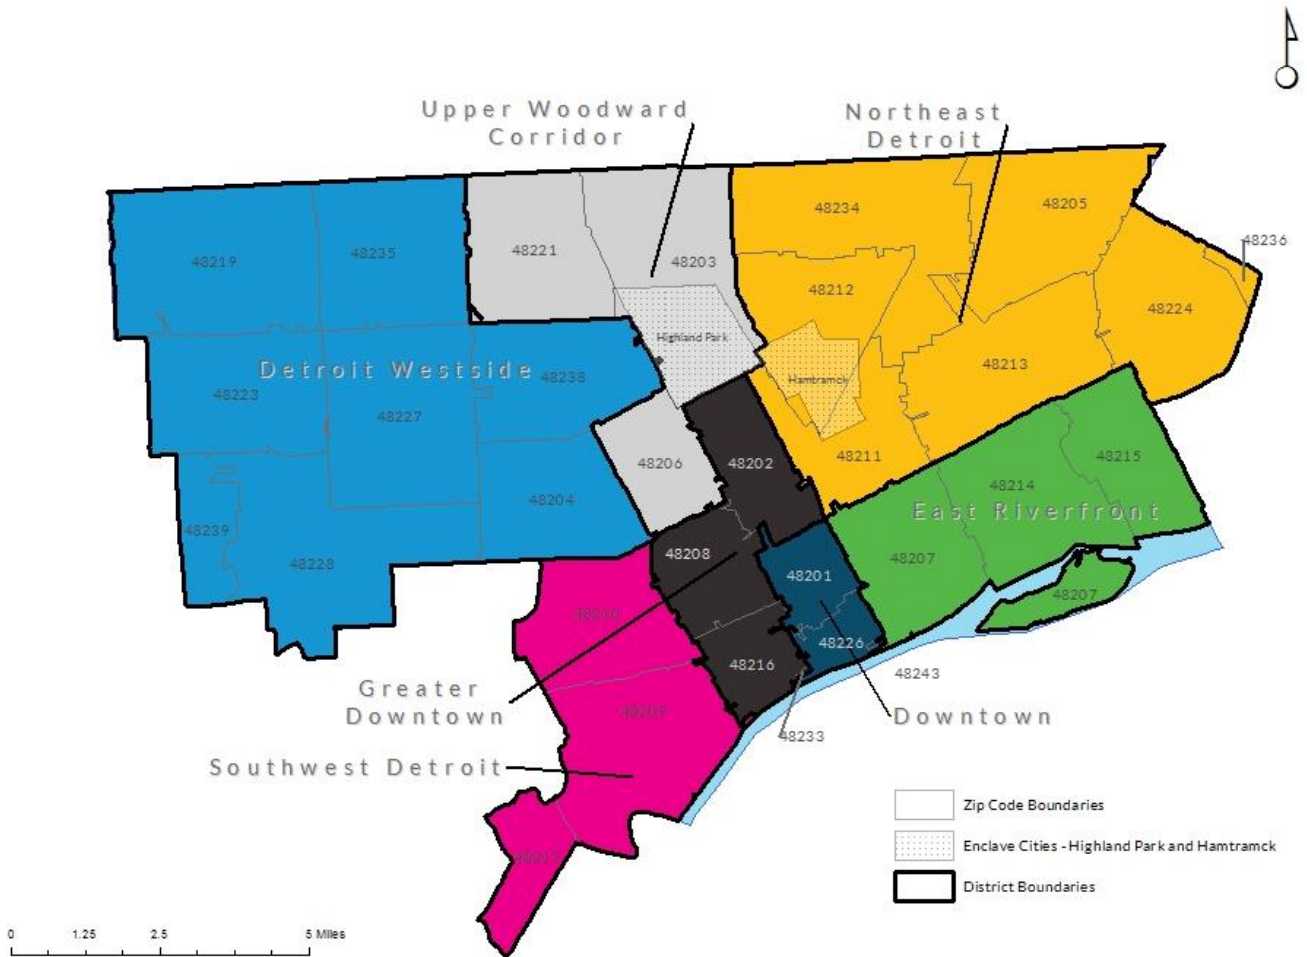 Upper Woodward
Corridor
Northeast
Detroit
48234
48205
48236
48219
48235
48221
48203
48212
48224
Highland Park
Detroit Westside
48238
Hamtramck
48213
48223
48227
48206
48202
48211
48215
48214
East Riverfront
48204
48239
48228
48208
48201
48207
48207
48210
48226
48216
48243
Greater
Downtown
48209
Downtown
48233
Southwest Detroit
48217
Zip Code Boundaries
Enclave Cities - Highland Park and Hamtramck
District Boundaries
0 1.25 2.5 5 Miles